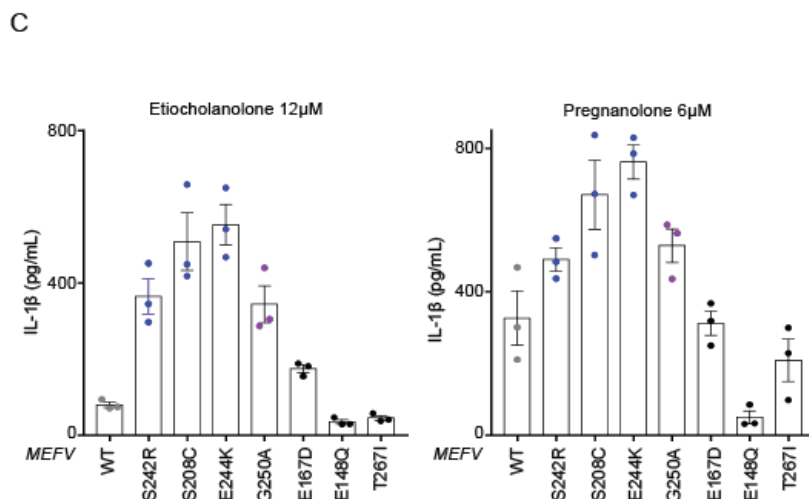 C
Etiocholanolone 12µM
Pregnanolone 6µM
IL-1β (pg/mL)
800
400
0
MEFV
WT
S242R
S208C
E244K
G250A
E167D
E148Q
T267I
IL-1β (pg/mL)
800
400
0
MEFV
WT
S242R
S208C
E244K
G250A
E167D
E148Q
T267I